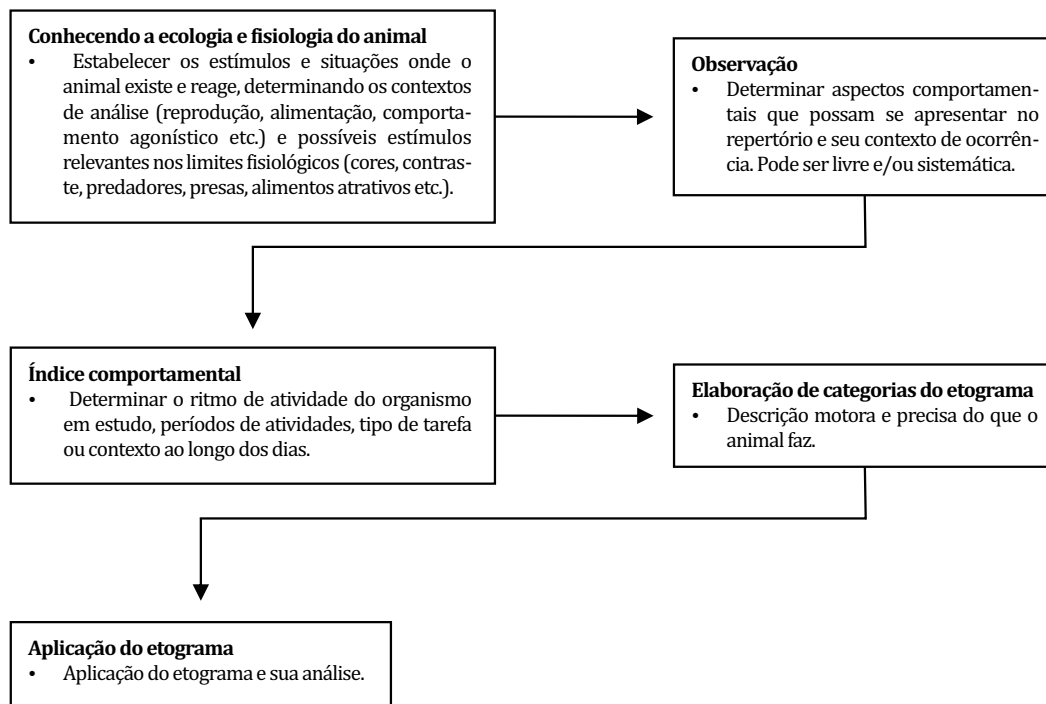 Conhecendo a ecologia e fisiologia do animal
• Estabelecer os estímulos e situações onde o
animal existe e reage, determinando os contextos
de análise (reprodução, alimentação, comporta-
mento agonístico etc.) e possíveis estímulos
relevantes nos limites fisiológicos (cores, contras-
te, predadores, presas, alimentos atrativos etc.).
Observação
• Determinar aspectos comportamen-
tais que possam se apresentar no
repertório e seu contexto de ocorrên-
cia. Pode ser livre e/ou sistemática.
Índice comportamental
• Determinar o ritmo de atividade do organismo
em estudo, períodos de atividades, tipo de tarefa
ou contexto ao longo dos dias.
Elaboração de categorias do etograma
• Descrição motora e precisa do que o
animal faz.
Aplicação do etograma
• Aplicação do etograma e sua análise.